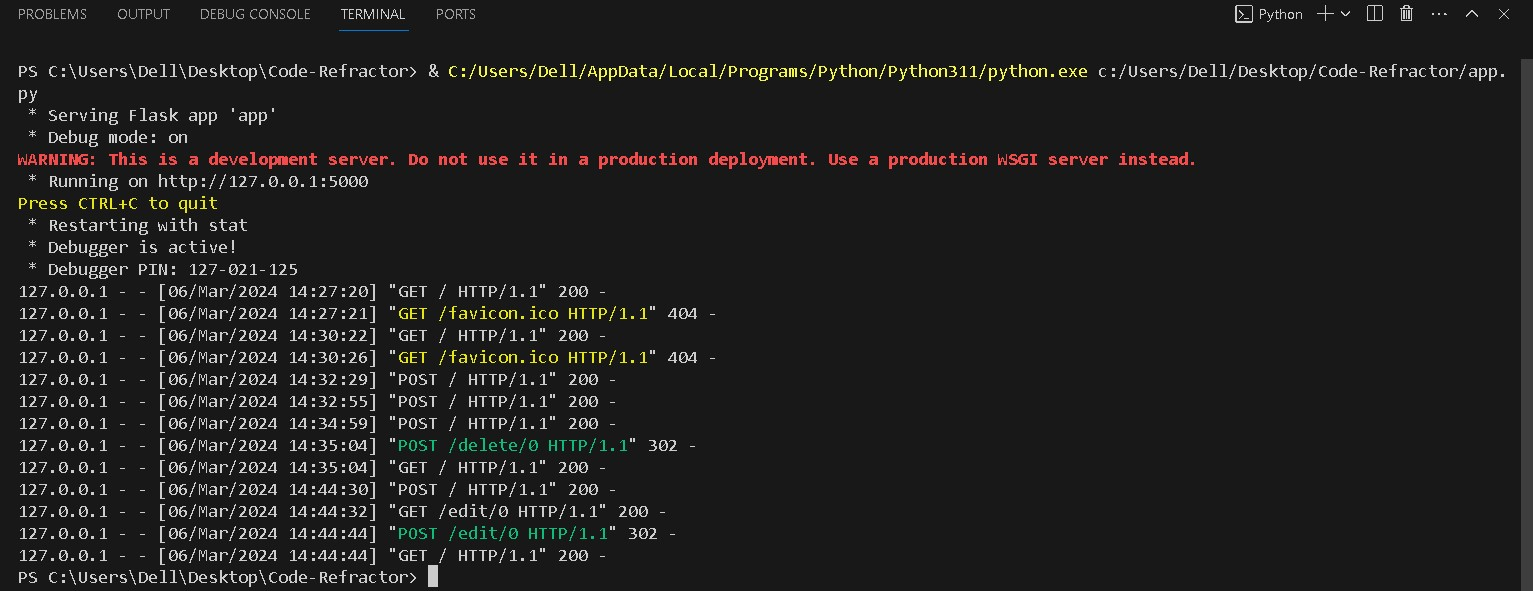 PROBLEMS OUTPUT DEBUG CONSOLE TERMINAL PORTS Python
PS C:\Users\Dell\Desktop\Code-Refractor> & C:/Users/Dell/AppData/Local/Programs/Python/Python311/python.exe c:/Users/Dell/Desktop/Code-Refractor/app.
py
 * Serving Flask app 'app'
 * Debug mode: on
WARNING: This is a development server. Do not use it in a production deployment. Use a production WSGI server instead.
 * Running on http://127.0.0.1:5000
Press CTRL+C to quit
 * Restarting with stat
 * Debugger is active!
 * Debugger PIN: 127-021-125
127.0.0.1 - - [06/Mar/2024 14:27:20] "GET / HTTP/1.1" 200 -
127.0.0.1 - - [06/Mar/2024 14:27:21] "GET /favicon.ico HTTP/1.1" 404 -
127.0.0.1 - - [06/Mar/2024 14:30:22] "GET / HTTP/1.1" 200 -
127.0.0.1 - - [06/Mar/2024 14:30:26] "GET /favicon.ico HTTP/1.1" 404 -
127.0.0.1 - - [06/Mar/2024 14:32:29] "POST / HTTP/1.1" 200 -
127.0.0.1 - - [06/Mar/2024 14:32:55] "POST / HTTP/1.1" 200 -
127.0.0.1 - - [06/Mar/2024 14:34:59] "POST / HTTP/1.1" 200 -
127.0.0.1 - - [06/Mar/2024 14:35:04] "POST /delete/0 HTTP/1.1" 302 -
127.0.0.1 - - [06/Mar/2024 14:35:04] "GET / HTTP/1.1" 200 -
127.0.0.1 - - [06/Mar/2024 14:44:30] "POST / HTTP/1.1" 200 -
127.0.0.1 - - [06/Mar/2024 14:44:32] "GET /edit/0 HTTP/1.1" 200 -
127.0.0.1 - - [06/Mar/2024 14:44:44] "POST /edit/0 HTTP/1.1" 302 -
127.0.0.1 - - [06/Mar/2024 14:44:44] "GET / HTTP/1.1" 200 -
PS C:\Users\Dell\Desktop\Code-Refractor>